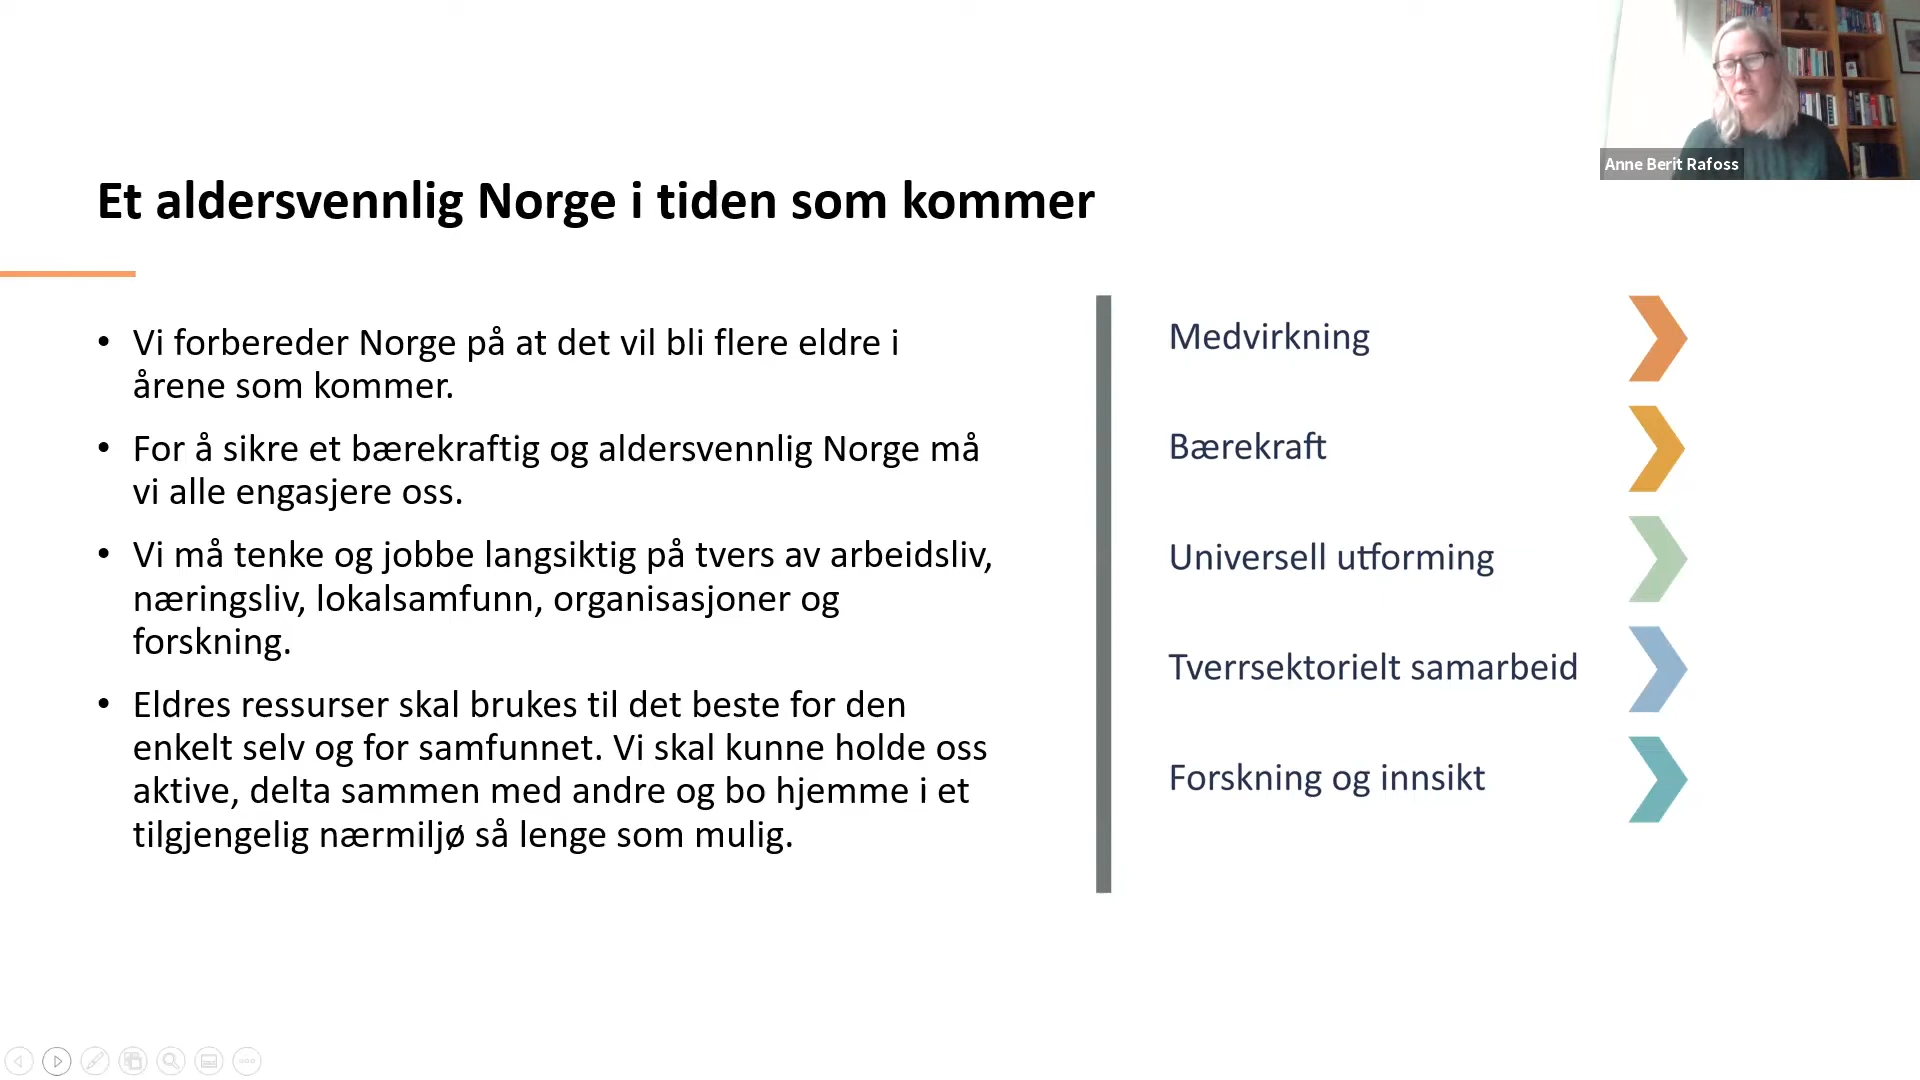 Anne Berit Rafoss
Et aldersvennlig Norge i tiden som kommer
• Vi forbereder Norge på at det vil bli flere eldre i
årene som kommer.
• For å sikre et bærekraftig og aldersvennlig Norge må
vi alle engasjere oss.
• Vi må tenke og jobbe langsiktig på tvers av arbeidsliv,
næringsliv, lokalsamfunn, organisasjoner og
forskning.
• Eldres ressurser skal brukes til det beste for den
enkelt selv og for samfunnet. Vi skal kunne holde oss
aktive, delta sammen med andre og bo hjemme i et
tilgjengelig nærmiljø så lenge som mulig.
Medvirkning
Bærekraft
Universell utforming
Tverrsektorielt samarbeid
Forskning og innsikt